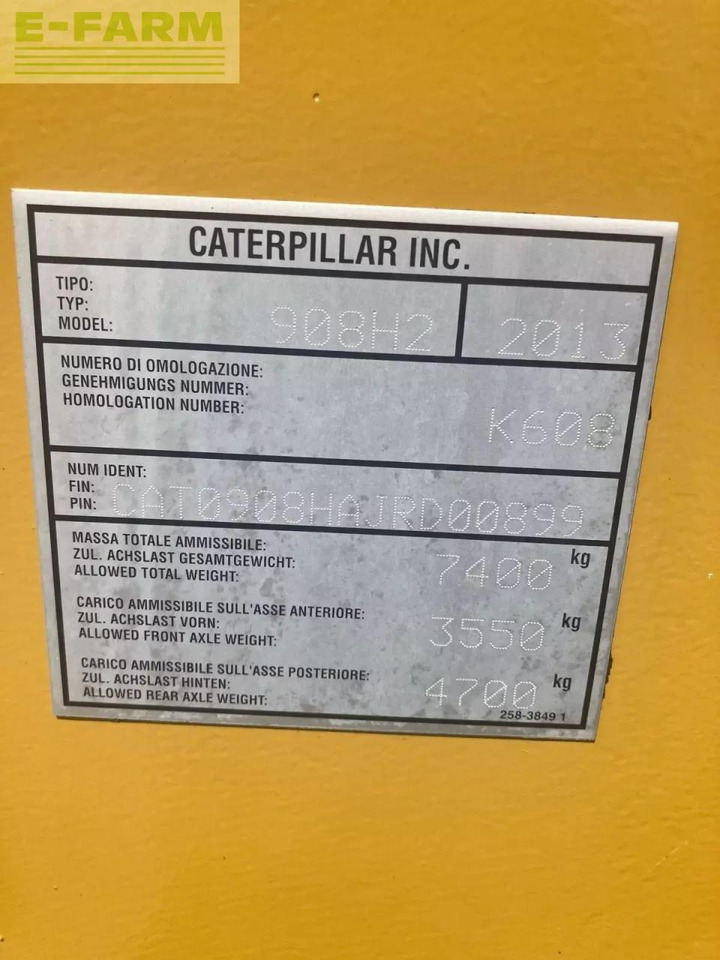 E-FARM
CATERPILLAR INC.
TIPO:
TYP:
MODEL: 908H2 2013
NUMERO DI OMOLOGAZIONE:
GENEHMIGUNGS NUMMER:
HOMOLOGATION NUMBER: K608
NUM IDENT:
FIN:
PIN: CAT0908HAJRD00899
MASSA TOTALE AMMISSIBILE:
ZUL. ACHSLAST GESAMTGEWICHT:
ALLOWED TOTAL WEIGHT: 7400 kg
CARICO AMMISSIBILE SULL'ASSE ANTERIORE:
ZUL. ACHSLAST VORN:
ALLOWED FRONT AXLE WEIGHT: 3550 kg
CARICO AMMISSIBILE SULL'ASSE POSTERIORE:
ZUL. ACHSLAST HINTEN:
ALLOWED REAR AXLE WEIGHT: 4700 kg
258-3849 1